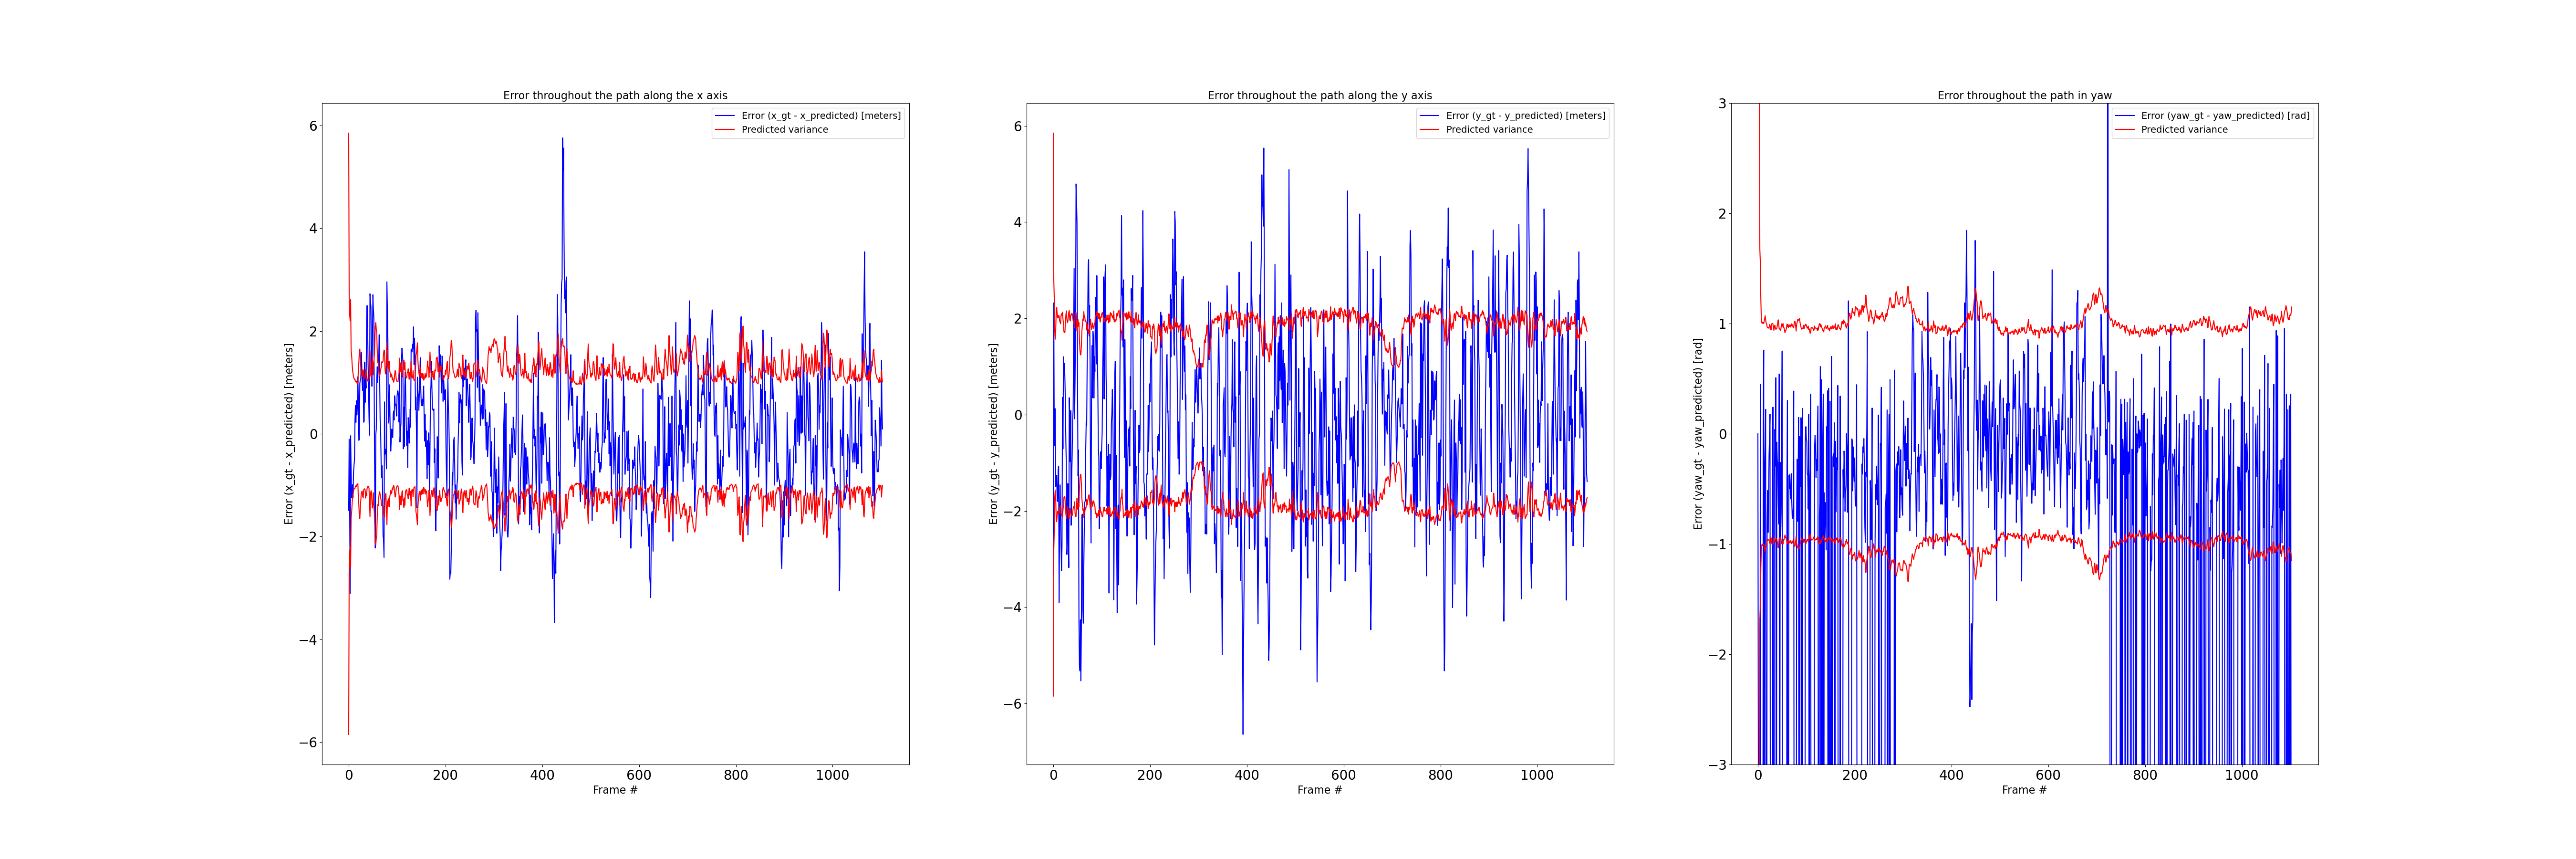 Error throughout the path along the x axis
Error (x_gt - x_predicted) [meters]
Predicted variance
6
4
2
0
−2
−4
−6
Error (x_gt - x_predicted) [meters]
0 200 400 600 800 1000
Frame #
Error throughout the path along the y axis
Error (y_gt - y_predicted) [meters]
Predicted variance
6
4
2
0
−2
−4
−6
Error (y_gt - y_predicted) [meters]
0 200 400 600 800 1000
Frame #
Error throughout the path in yaw
Error (yaw_gt - yaw_predicted) [rad]
Predicted variance
3
2
1
0
−1
−2
−3
Error (yaw_gt - yaw_predicted) [rad]
0 200 400 600 800 1000
Frame #